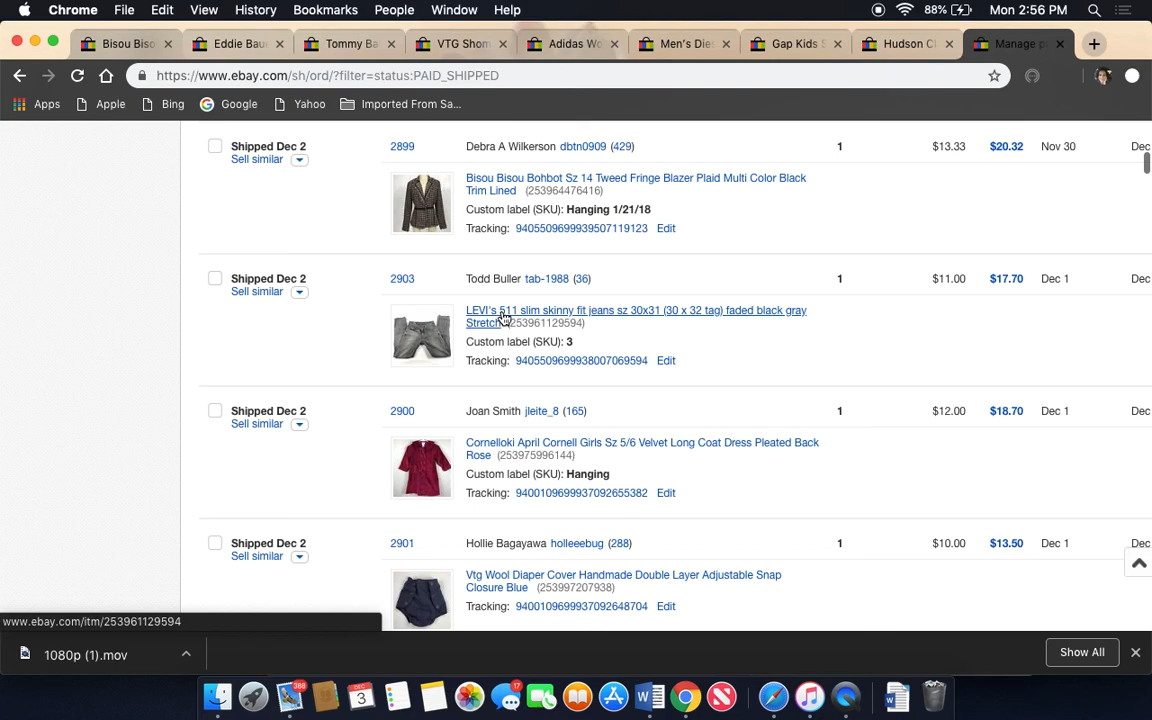 Chrome File Edit View History Bookmarks People Window Help 88% Mon 2:56 PM
Bisou Biso Eddie Bau Tommy Ba VTG Shom Adidas Wo Men's Die Gap Kids S Hudson C Manage p
https://www.ebay.com/sh/ord/?filter=status:PAID_SHIPPED
Apps Apple Bing Google Yahoo Imported From Sa...
Shipped Dec 2 2899 Debra A Wilkerson dbtn0909 (429) 1 $13.33 $20.32 Nov 30 Dec
Sell similar
Bisou Bisou Bohbot Sz 14 Tweed Fringe Blazer Plaid Multi Color Black
Trim Lined (253964476416)
Custom label (SKU): Hanging 1/21/18
Tracking: 9405509699939507119123 Edit
Shipped Dec 2 2903 Todd Buller tab-1988 (36) 1 $11.00 $17.70 Dec 1 Dec
Sell similar
LEVI's 511 slim skinny fit jeans sz 30x31 (30 x 32 tag) faded black gray
Stretch (253961129594)
Custom label (SKU): 3
Tracking: 9405509699938007069594 Edit
Shipped Dec 2 2900 Joan Smith jleite_8 (165) 1 $12.00 $18.70 Dec 1 Dec
Sell similar
Cornelloki April Cornell Girls Sz 5/6 Velvet Long Coat Dress Pleated Back
Rose (253975996144)
Custom label (SKU): Hanging
Tracking: 9400109699937092655382 Edit
Shipped Dec 2 2901 Hollie Bagayawa holleeebug (288) 1 $10.00 $13.50 Dec 1 Dec
Sell similar
Vtg Wool Diaper Cover Handmade Double Layer Adjustable Snap
Closure Blue (253997207938)
Tracking: 9400109699937092648704 Edit
www.ebay.com/itm/253961129594
1080p (1).mov Show All
388 DEC 3 17